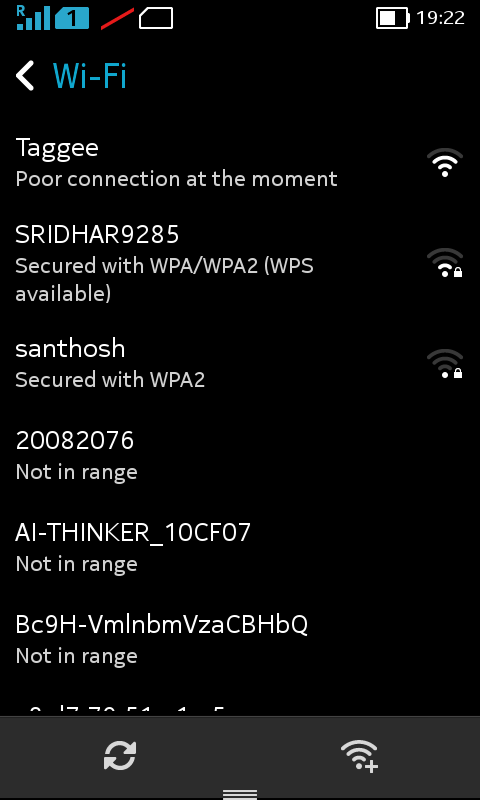 R 1 19:22
Wi-Fi
Taggee
Poor connection at the moment
SRIDHAR9285
Secured with WPA/WPA2 (WPS
available)
santhosh
Secured with WPA2
20082076
Not in range
AI-THINKER_10CF07
Not in range
Bc9H-VmlnbmVzaCBHbQ
Not in range